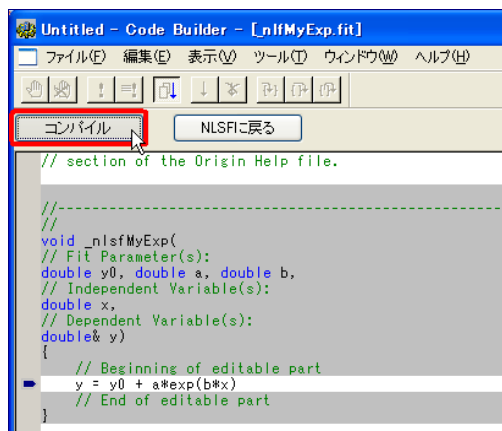 Untitled - Code Builder - [_nlfMyExp.fit]
ファイル(F) 編集(E) 表示(V) ツール(T) ウィンドウ(W) ヘルプ(H)
コンパイル NLSFに戻る
// section of the Origin Help file.
//----------------------------------------------------------
//
void _nlsfMyExp(
// Fit Parameter(s):
double y0, double a, double b,
// Independent Variable(s):
double x,
// Dependent Variable(s):
double& y)
{
// Beginning of editable part
y = y0 + a*exp(b*x)
// End of editable part
}